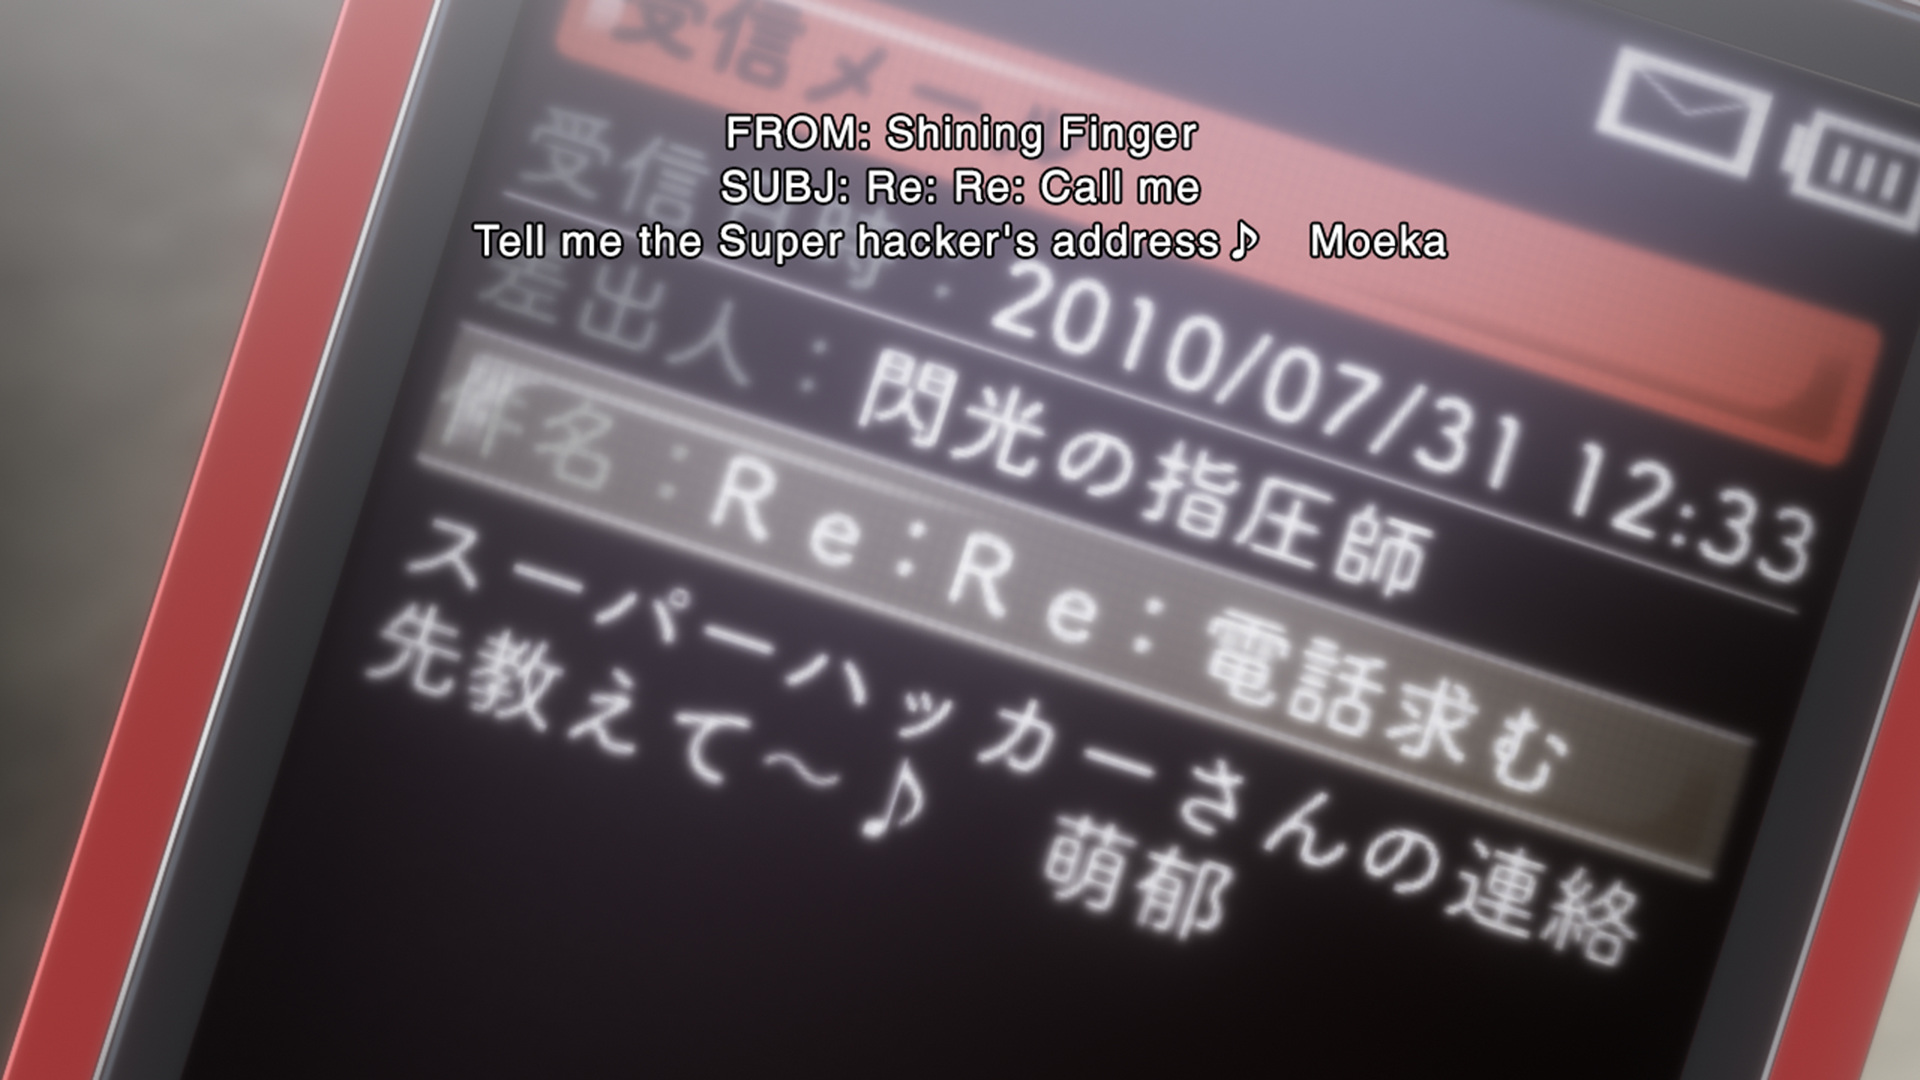 受信メール
FROM: Shining Finger
SUBJ: Re: Re: Call me
Tell me the Super hacker's address♪ Moeka
受信日時：2010/07/31 12:33
差出人：閃光の指圧師
件名：Re：Re：電話求む
スーパーハッカーさんの連絡
先教えて～♪ 萌郁